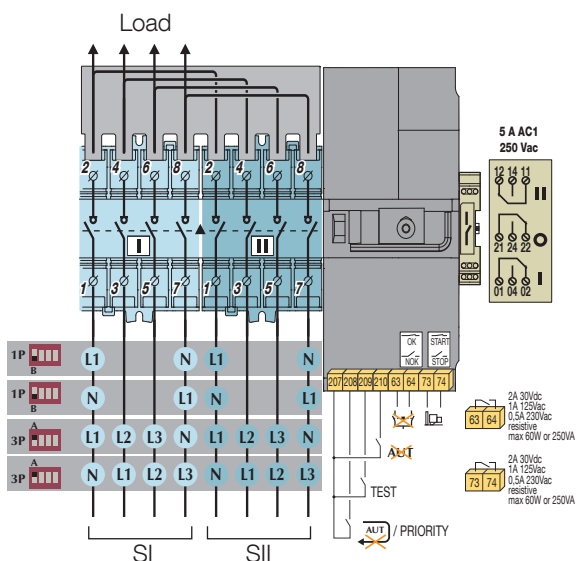 Load
5 A AC1
250 Vac
2 4 6 8 2 4 6 8
12 14 11
II
I II
21 24 22
O
1 3 5 7 1 3 5 7
01 04 02
I
OK
NOK
START
STOP
1P B L1 N L1 N
207 208 209 210 63 64 73 74
1P B N L1 N L1
63 64
2A 30Vdc
1A 125Vac
0,5A 230Vac
resistive
max 60W or 250VA
3P A L1 L2 L3 N L1 L2 L3 N
AUT
3P A N L1 L2 L3 N L1 L2 L3
73 74
2A 30Vdc
1A 125Vac
0,5A 230Vac
resistive
max 60W or 250VA
TEST
AUT / PRIORITY
SI SII